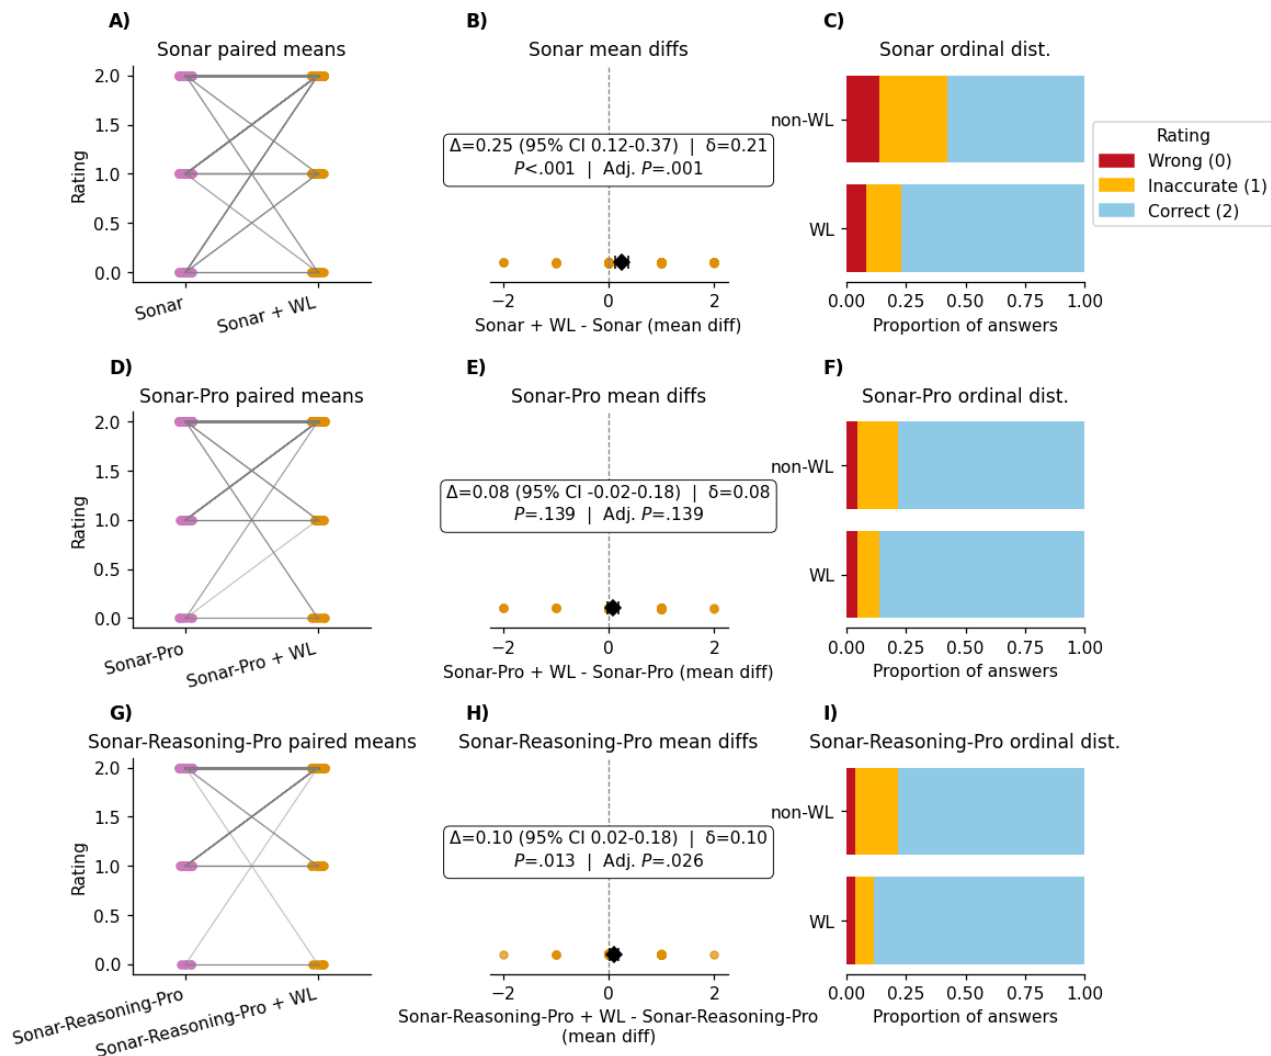 A)
Sonar paired means
2.0
1.5
1.0
0.5
0.0
Rating
Sonar
Sonar + WL
B)
Sonar mean diffs
Δ=0.25 (95% CI 0.12-0.37) | δ=0.21
P<.001 | Adj. P=.001
−2
0
2
Sonar + WL - Sonar (mean diff)
C)
Sonar ordinal dist.
non-WL
WL
0.00 0.25 0.50 0.75 1.00
Proportion of answers
Rating
Wrong (0)
Inaccurate (1)
Correct (2)
D)
Sonar-Pro paired means
2.0
1.5
1.0
0.5
0.0
Rating
Sonar-Pro
Sonar-Pro + WL
E)
Sonar-Pro mean diffs
Δ=0.08 (95% CI -0.02-0.18) | δ=0.08
P=.139 | Adj. P=.139
−2
0
2
Sonar-Pro + WL - Sonar-Pro (mean diff)
F)
Sonar-Pro ordinal dist.
non-WL
WL
0.00 0.25 0.50 0.75 1.00
Proportion of answers
G)
Sonar-Reasoning-Pro paired means
2.0
1.5
1.0
0.5
0.0
Rating
Sonar-Reasoning-Pro
Sonar-Reasoning-Pro + WL
H)
Sonar-Reasoning-Pro mean diffs
Δ=0.10 (95% CI 0.02-0.18) | δ=0.10
P=.013 | Adj. P=.026
−2
0
2
Sonar-Reasoning-Pro + WL - Sonar-Reasoning-Pro
(mean diff)
I)
Sonar-Reasoning-Pro ordinal dist.
non-WL
WL
0.00 0.25 0.50 0.75 1.00
Proportion of answers